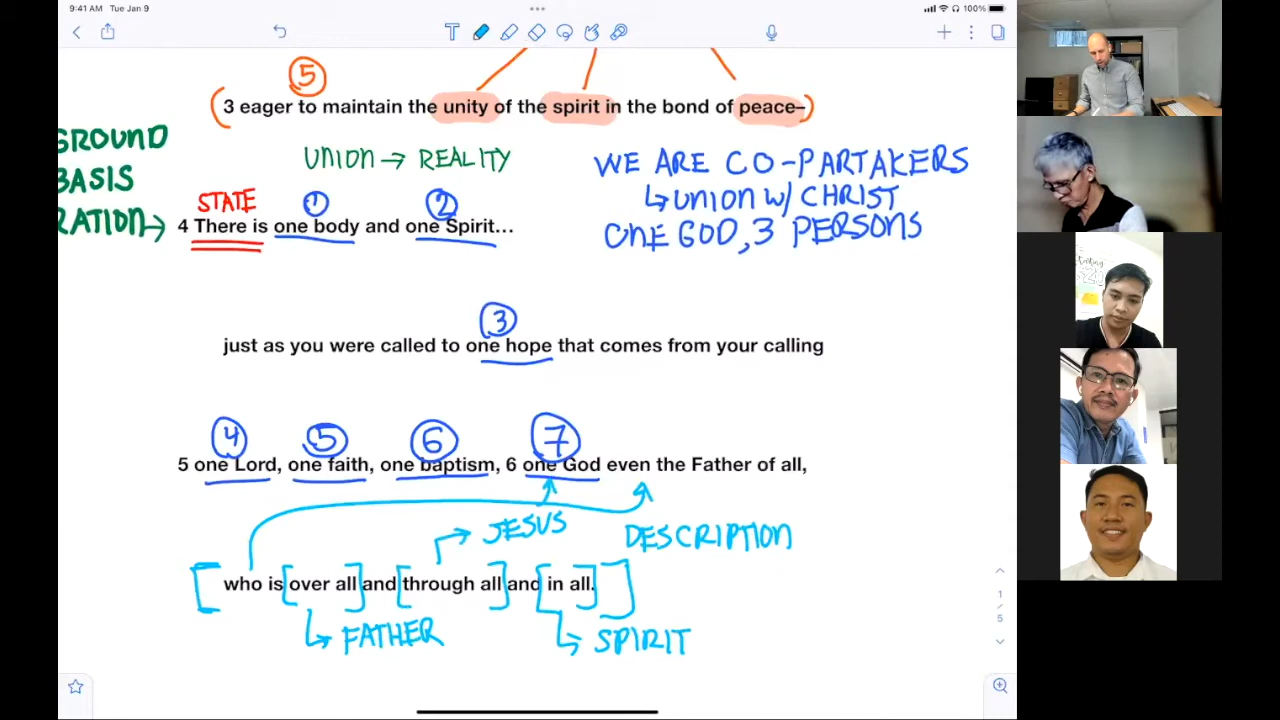 9:41 AM Tue Jan 9
100%
5
(3 eager to maintain the unity of the spirit in the bond of peace–)
GROUND
BASIS
RATION→
UNION → REALITY
WE ARE CO-PARTAKERS
↳UNION W/ CHRIST
ONE GOD, 3 PERSONS
STATE
1
2
4 There is one body and one Spirit...
3
just as you were called to one hope that comes from your calling
4 5 6 7
5 one Lord, one faith, one baptism, 6 one God even the Father of all,
→ JESUS
DESCRIPTION
[who is [over all] and [through all] and [in all.]]
↳ FATHER
↳ SPIRIT
1
/
5